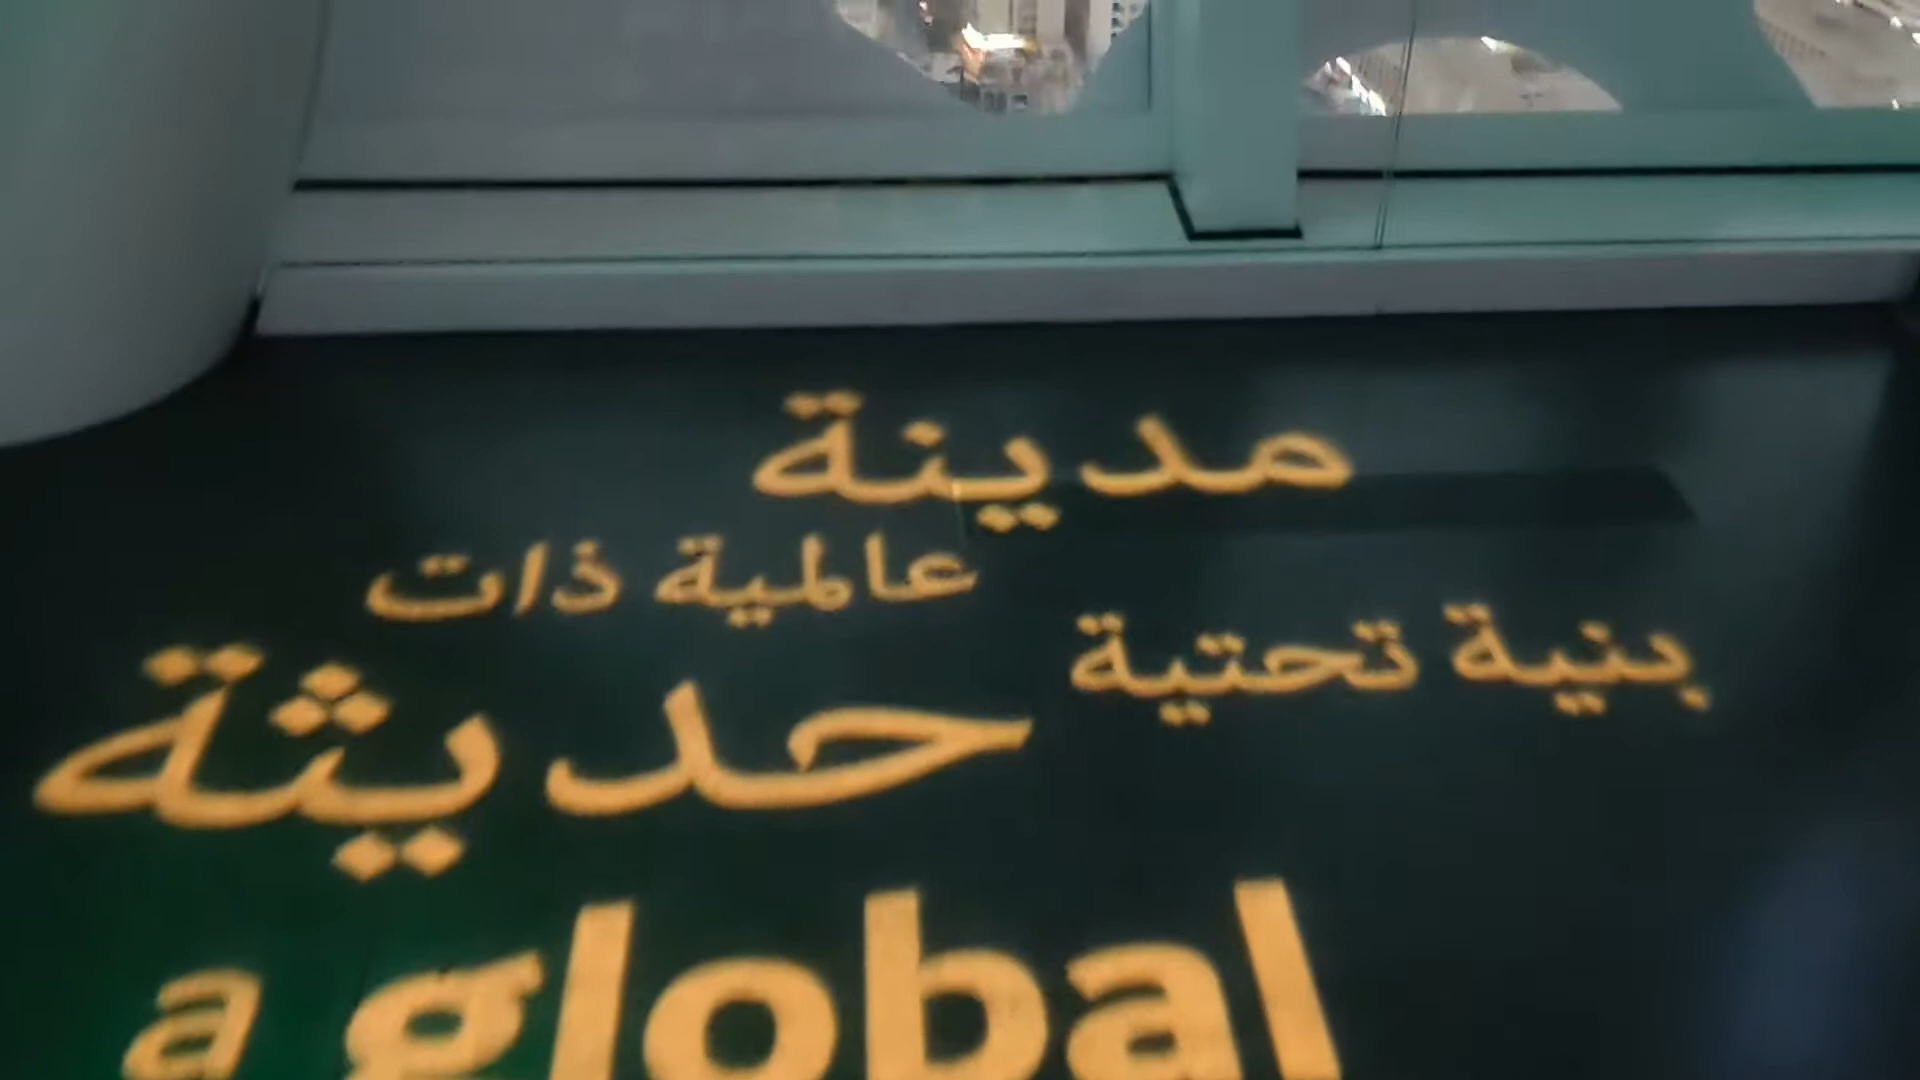 مدينة
عالمية ذات
بنية تحتية
حديثة
a global